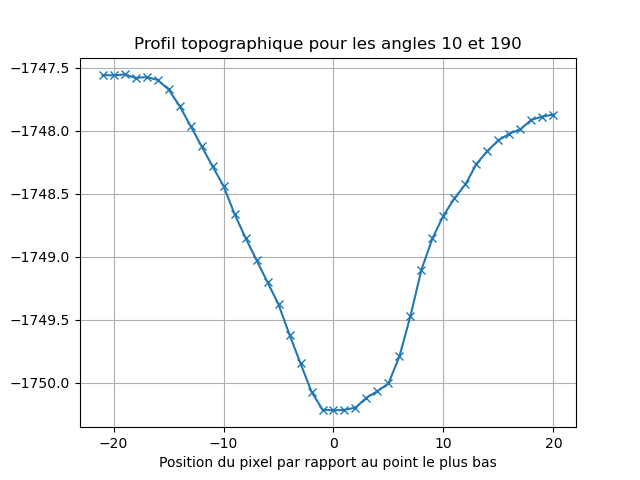 Profil topographique pour les angles 10 et 190
−1747.5
−1748.0
−1748.5
−1749.0
−1749.5
−1750.0
−20 −10 0 10 20
Position du pixel par rapport au point le plus bas